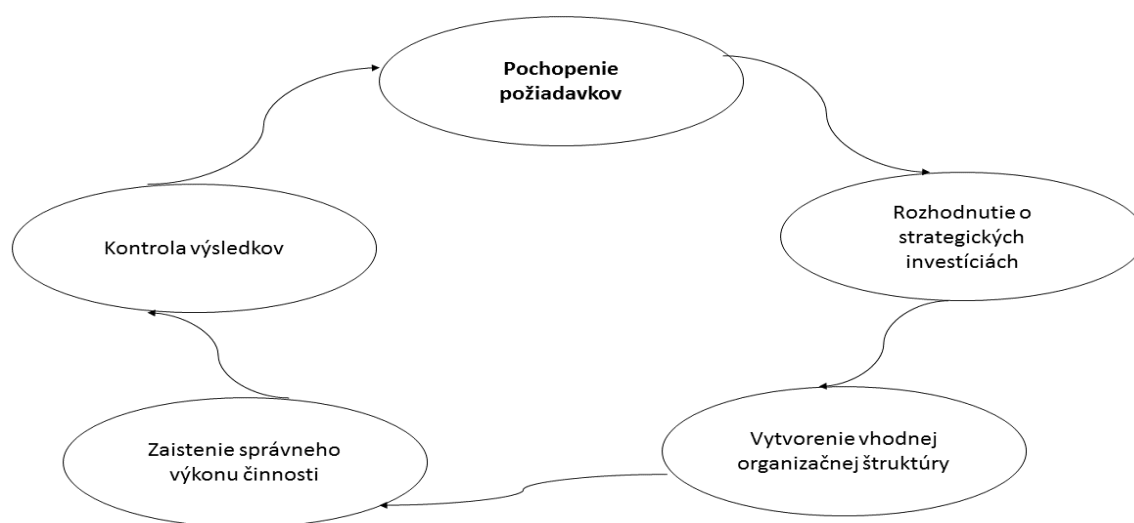 Pochopenie
požiadavkov
Rozhodnutie o
strategických
investíciách
Vytvorenie vhodnej
organizačnej štruktúry
Zaistenie správneho
výkonu činnosti
Kontrola výsledkov